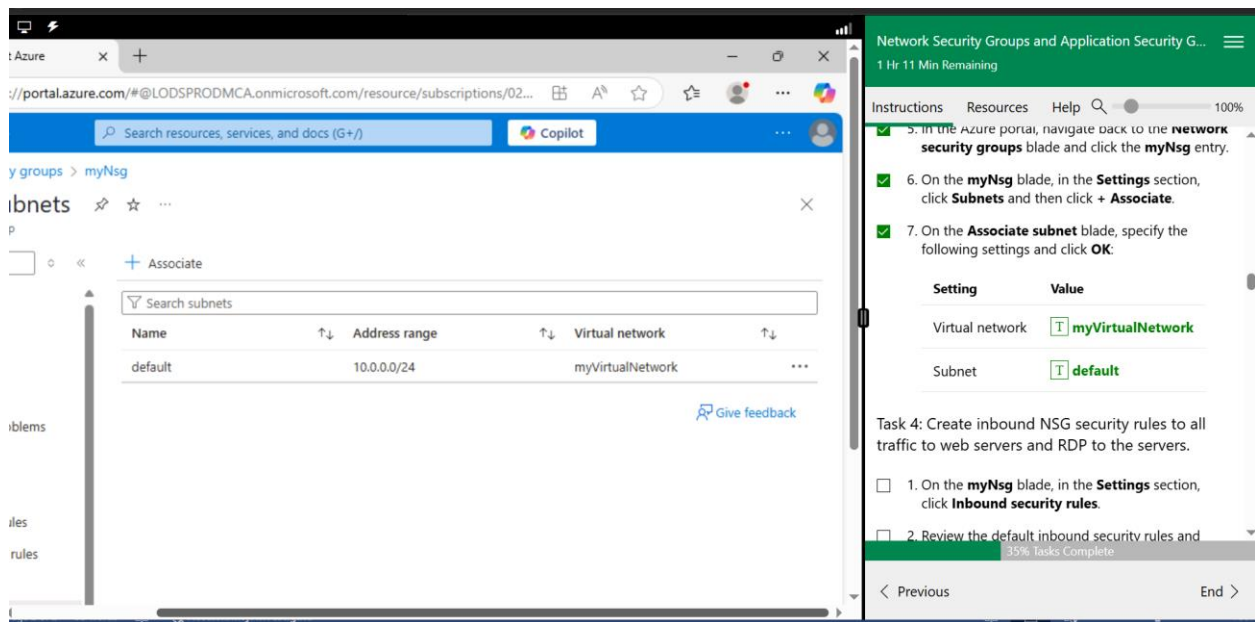 t Azure
://portal.azure.com/#@LODSPRODMCA.onmicrosoft.com/resource/subscriptions/02...
Search resources, services, and docs (G+/)
Copilot
y groups > myNsg
ubnets
p
+ Associate
Search subnets
Name
Address range
Virtual network
default
10.0.0.0/24
myVirtualNetwork
Give feedback
oblems
ules
rules
Network Security Groups and Application Security G...
1 Hr 11 Min Remaining
Instructions
Resources
Help
100%
5. In the Azure portal, navigate back to the Network
security groups blade and click the myNsg entry.
6. On the myNsg blade, in the Settings section,
click Subnets and then click + Associate.
7. On the Associate subnet blade, specify the
following settings and click OK:
Setting
Value
Virtual network
T myVirtualNetwork
Subnet
T default
Task 4: Create inbound NSG security rules to all
traffic to web servers and RDP to the servers.
1. On the myNsg blade, in the Settings section,
click Inbound security rules.
2. Review the default inbound security rules and
35% Tasks Complete
< Previous
End >